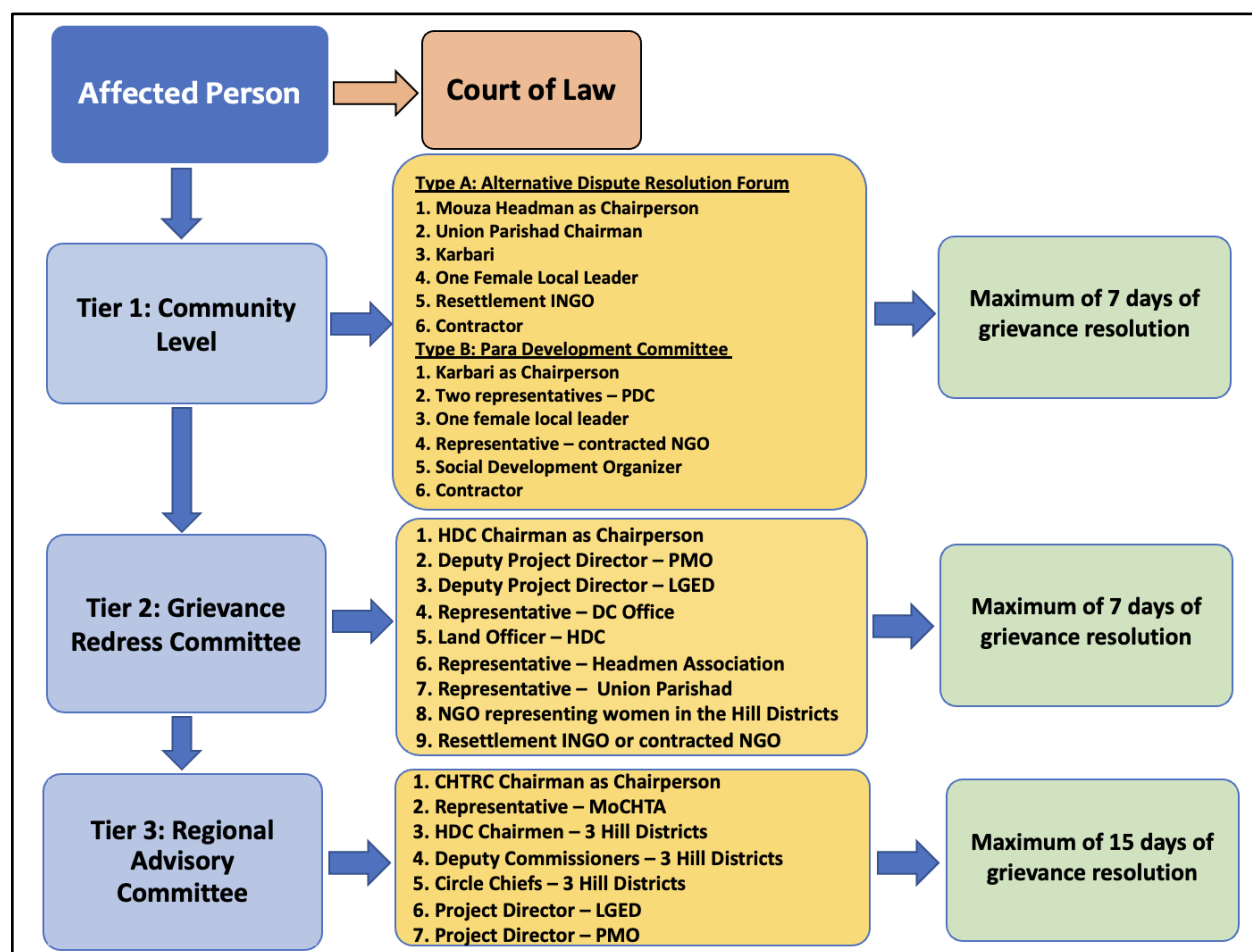 Affected Person
Court of Law
Type A: Alternative Dispute Resolution Forum
1. Mouza Headman as Chairperson
2. Union Parishad Chairman
3. Karbari
4. One Female Local Leader
5. Resettlement INGO
6. Contractor
Type B: Para Development Committee
1. Karbari as Chairperson
2. Two representatives – PDC
3. One female local leader
4. Representative – contracted NGO
5. Social Development Organizer
6. Contractor
Tier 1: Community
Level
Maximum of 7 days of
grievance resolution
Tier 2: Grievance
Redress Committee
1. HDC Chairman as Chairperson
2. Deputy Project Director – PMO
3. Deputy Project Director – LGED
4. Representative – DC Office
5. Land Officer – HDC
6. Representative – Headmen Association
7. Representative – Union Parishad
8. NGO representing women in the Hill Districts
9. Resettlement INGO or contracted NGO
Maximum of 7 days of
grievance resolution
Tier 3: Regional
Advisory
Committee
1. CHTRC Chairman as Chairperson
2. Representative – MoCHTA
3. HDC Chairmen – 3 Hill Districts
4. Deputy Commissioners – 3 Hill Districts
5. Circle Chiefs – 3 Hill Districts
6. Project Director – LGED
7. Project Director – PMO
Maximum of 15 days of
grievance resolution